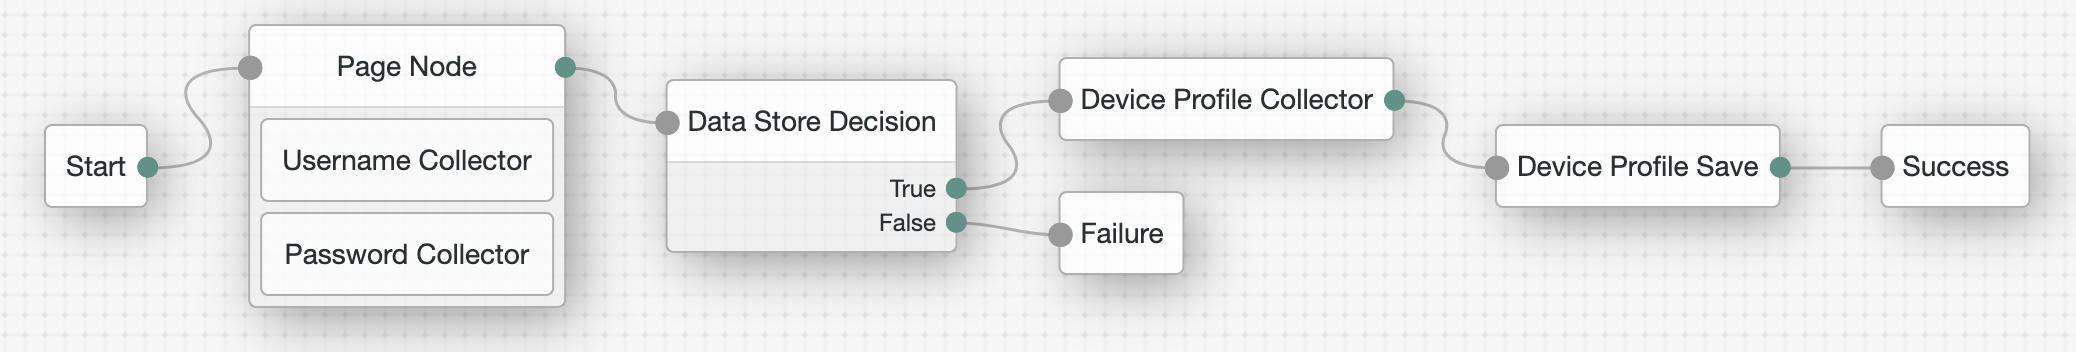 Start
Page Node
Username Collector
Password Collector
Data Store Decision
True
False
Device Profile Collector
Failure
Device Profile Save
Success